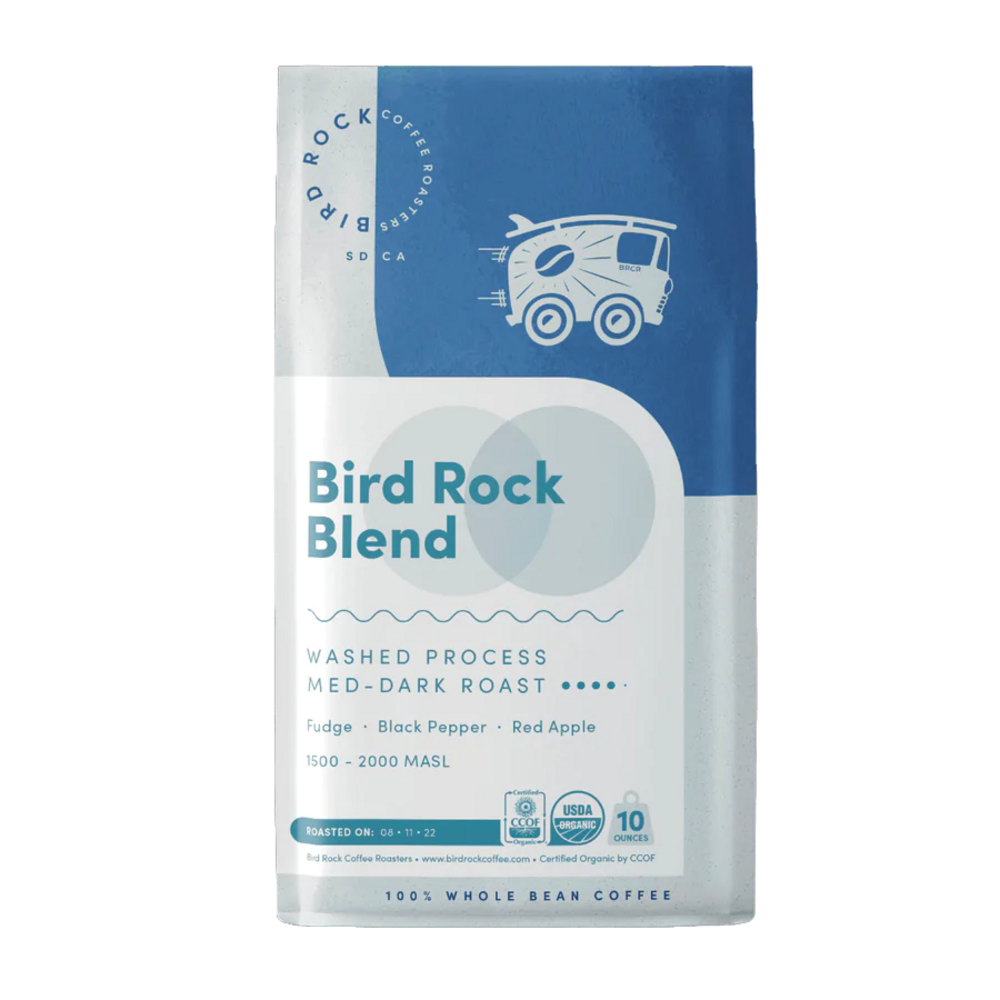 BIRD ROCK COFFEE ROASTERS
SD CA
BRCR
Bird Rock
Blend
WASHED PROCESS
MED-DARK ROAST
Fudge · Black Pepper · Red Apple
1500 - 2000 MASL
Certified
CCOF
Organic
USDA
ORGANIC
10
OUNCES
ROASTED ON: 08 • 11 • 22
Bird Rock Coffee Roasters • www.birdrockcoffee.com • Certified Organic by CCOF
100% WHOLE BEAN COFFEE